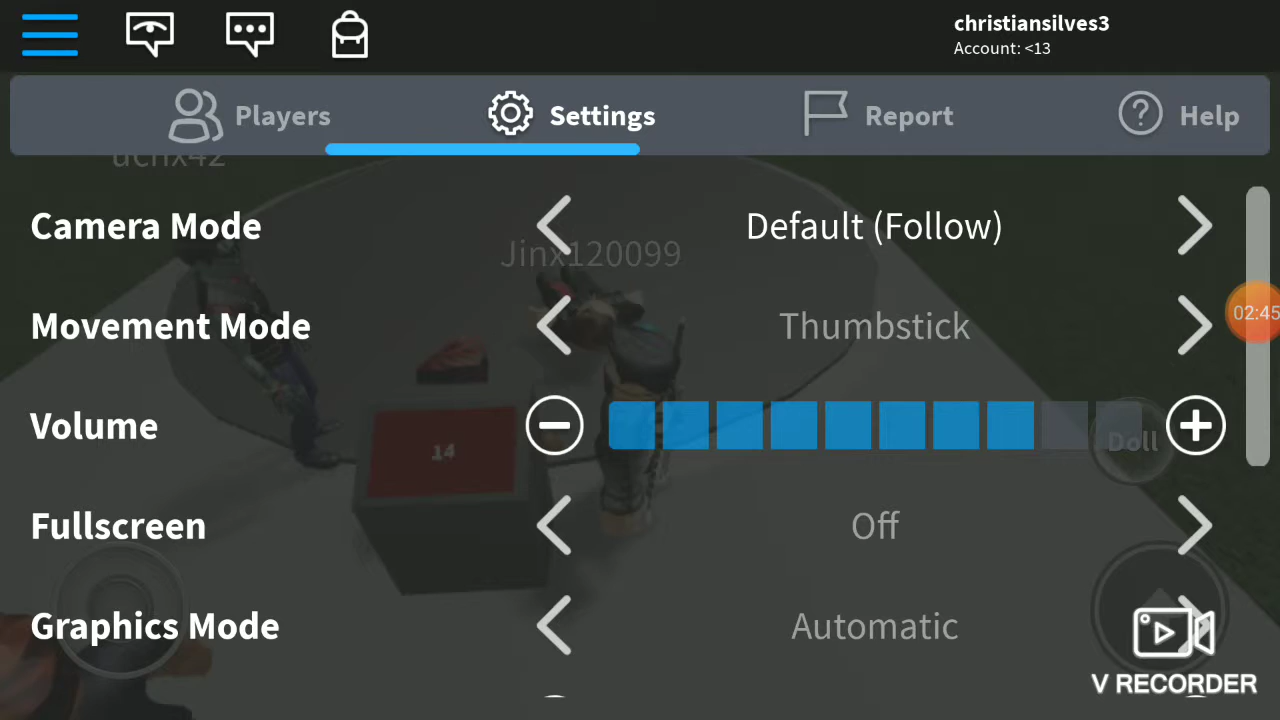 christiansilves3
Account: <13
Players
Settings
Report
Help
ucnx42
Camera Mode
Default (Follow)
Jinx120099
02:45
Movement Mode
Thumbstick
Volume
Doll
14
Fullscreen
Off
Graphics Mode
Automatic
V RECORDER